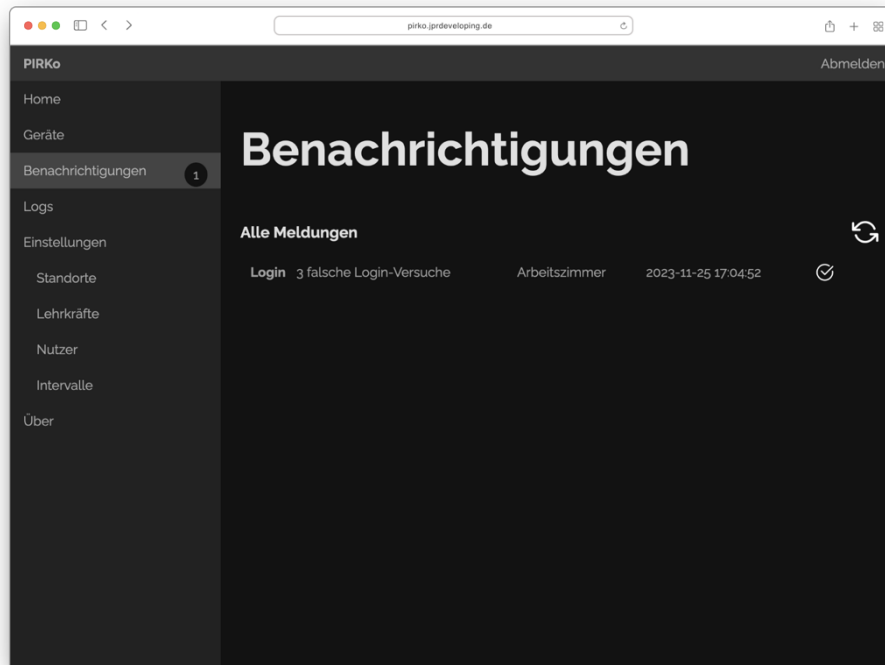 pirko.jprdeveloping.de
PIRKo
Abmelden
Home
Geräte
Benachrichtigungen 1
Logs
Einstellungen
Standorte
Lehrkräfte
Nutzer
Intervalle
Über
Benachrichtigungen
Alle Meldungen
Login 3 falsche Login-Versuche Arbeitszimmer 2023-11-25 17:04:52